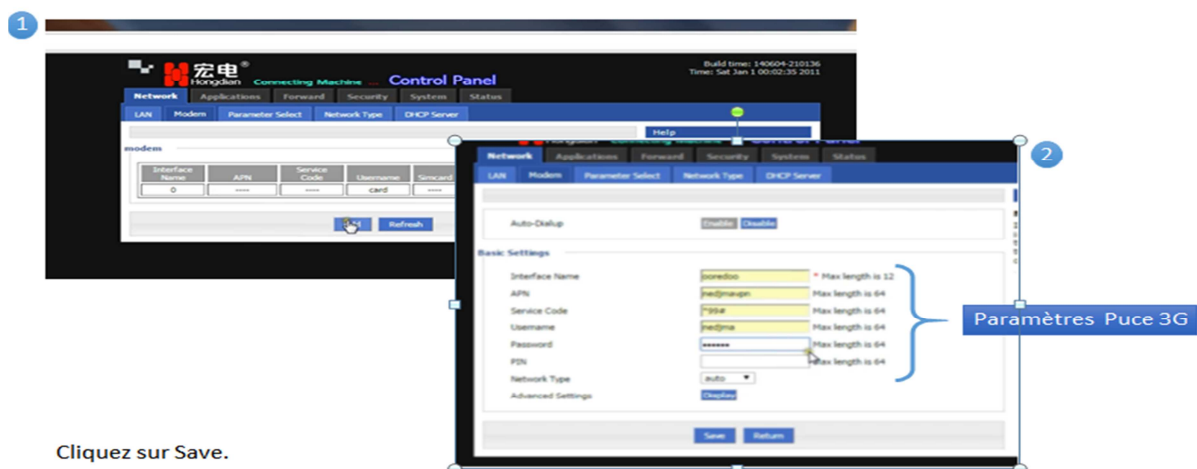 1
宏电®
Hongdian Connecting Machine ... Control Panel
Build time: 140604-210136
Time: Sat Jan 1 00:02:35 2011
Network Applications Forward Security System Status
LAN Modem Parameter Select Network Type DHCP Server
Help
modem
Interface Name APN Service Code Username Simcard
0 ---- ---- card ----
Refresh
2
Network Applications Forward Security System Status
LAN Modem Parameter Select Network Type DHCP Server
Auto-Dialup Enable Disable
Basic Settings
Interface Name ooredoo * Max length is 12
APN nedjmavpn Max length is 64
Service Code *99# Max length is 64
Username nedjma Max length is 64
Password •••••• Max length is 64
PIN Max length is 64
Network Type auto
Advanced Settings Display
Save Return
Paramètres Puce 3G
Cliquez sur Save.